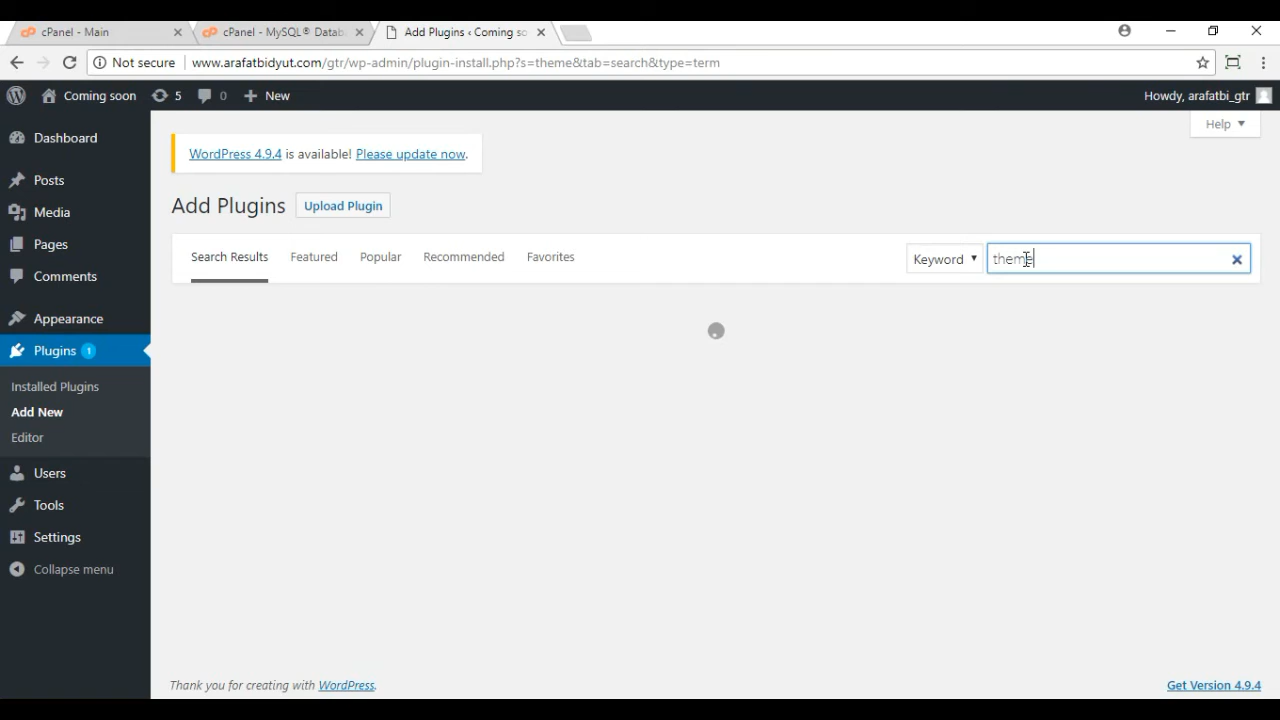 cPanel - Main
cPanel - MySQL® Datab
Add Plugins ‹ Coming so
Not secure
www.arafatbidyut.com/gtr/wp-admin/plugin-install.php?s=theme&tab=search&type=term
Coming soon
5
0
New
Howdy, arafatbi_gtr
Help
Dashboard
Posts
Media
Pages
Comments
Appearance
Plugins 1
Installed Plugins
Add New
Editor
Users
Tools
Settings
Collapse menu
WordPress 4.9.4 is available! Please update now.
Add Plugins
Upload Plugin
Search Results
Featured
Popular
Recommended
Favorites
Keyword
theme
Thank you for creating with WordPress.
Get Version 4.9.4